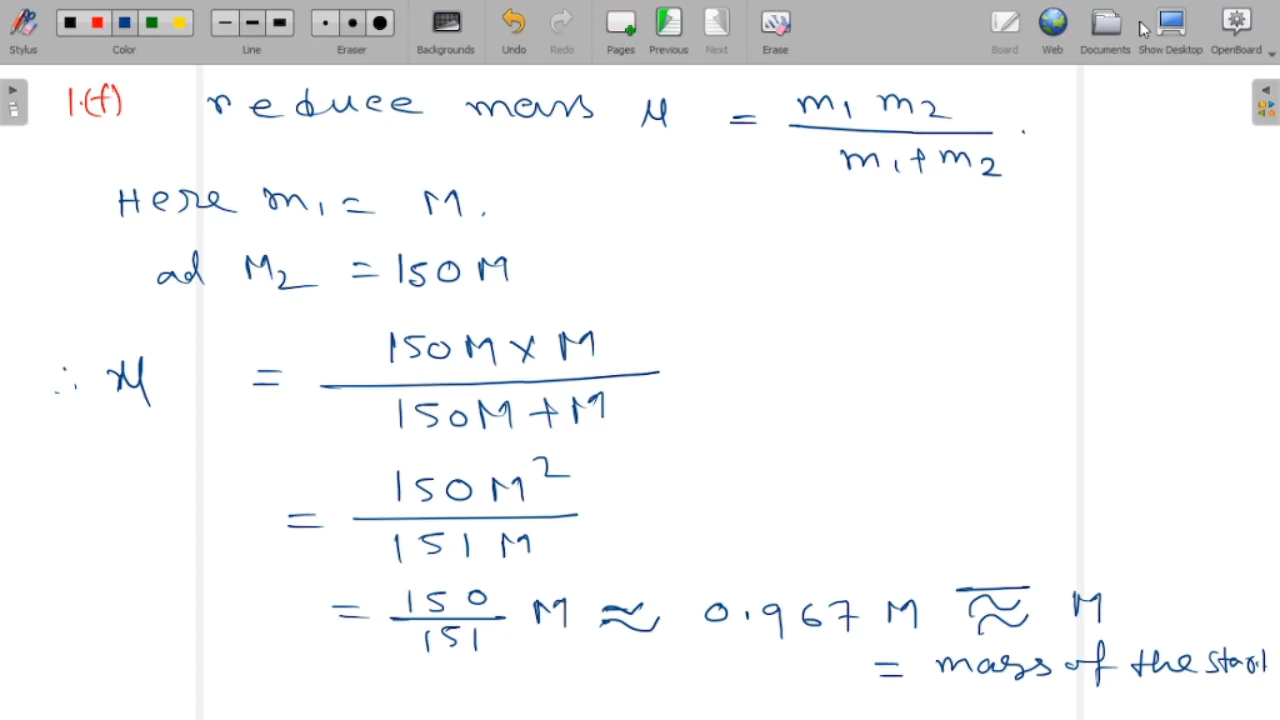 Stylus Color Line Eraser Backgrounds Undo Redo Pages Previous Next Erase Board Web Documents Show Desktop OpenBoard
1.(f) reduce mass μ = m1 m2 / m1+m2 .
Here m1 = M.
ad M2 = 150 M
∴ μ = 150M x M / 150M + M
= 150M² / 151 M
= 150/151 M ≈ 0.967 M ≈ M
= mass of the star.